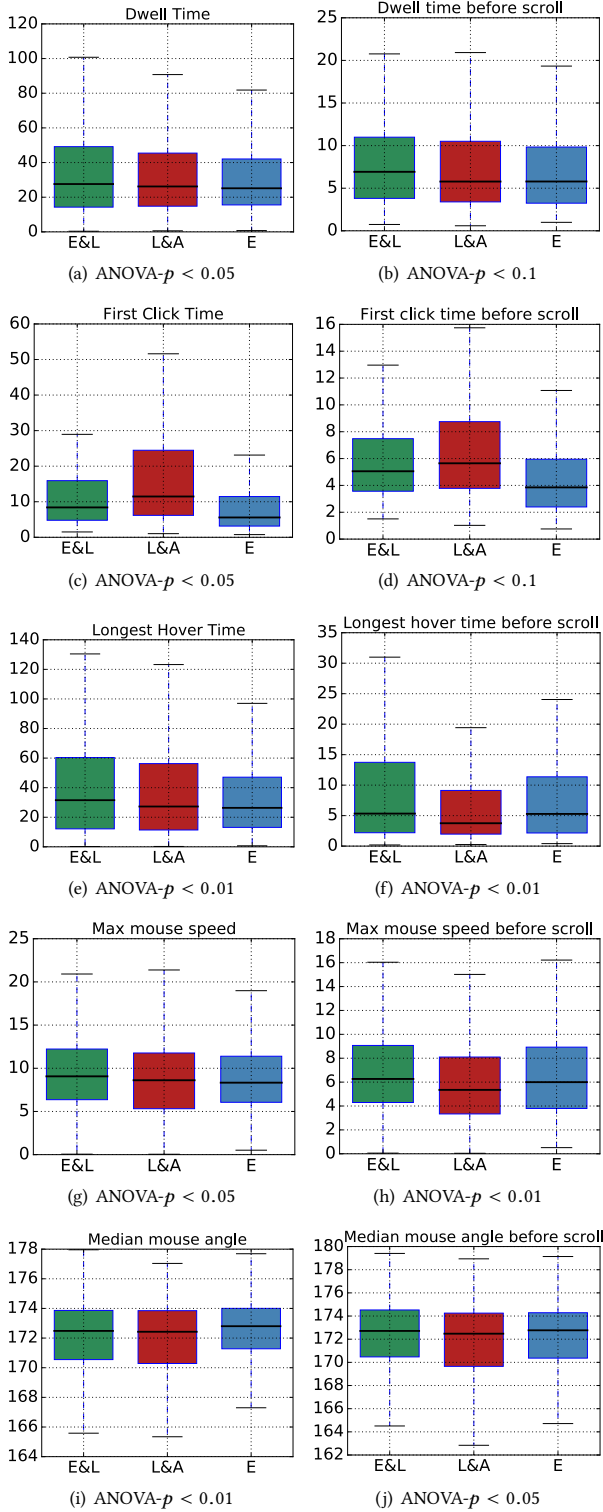 Dwell Time
120
100
80
60
40
20
0
E&L L&A E
(a) ANOVA-p < 0.05
Dwell time before scroll
25
20
15
10
5
0
E&L L&A E
(b) ANOVA-p < 0.1
First Click Time
60
50
40
30
20
10
0
E&L L&A E
(c) ANOVA-p < 0.05
First click time before scroll
16
14
12
10
8
6
4
2
0
E&L L&A E
(d) ANOVA-p < 0.1
Longest Hover Time
140
120
100
80
60
40
20
0
E&L L&A E
(e) ANOVA-p < 0.01
Longest hover time before scroll
35
30
25
20
15
10
5
0
E&L L&A E
(f) ANOVA-p < 0.01
Max mouse speed
25
20
15
10
5
0
E&L L&A E
(g) ANOVA-p < 0.05
Max mouse speed before scroll
18
16
14
12
10
8
6
4
2
0
E&L L&A E
(h) ANOVA-p < 0.01
Median mouse angle
178
176
174
172
170
168
166
164
E&L L&A E
(i) ANOVA-p < 0.01
Median mouse angle before scroll
180
178
176
174
172
170
168
166
164
162
E&L L&A E
(j) ANOVA-p < 0.05